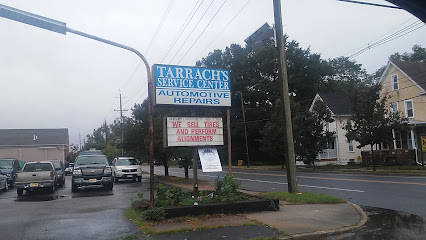 TARRACH'S
SERVICE CENTER
AUTOMOTIVE
REPAIRS
WE SELL TIRES
AND PERFORM
ALIGNMENTS